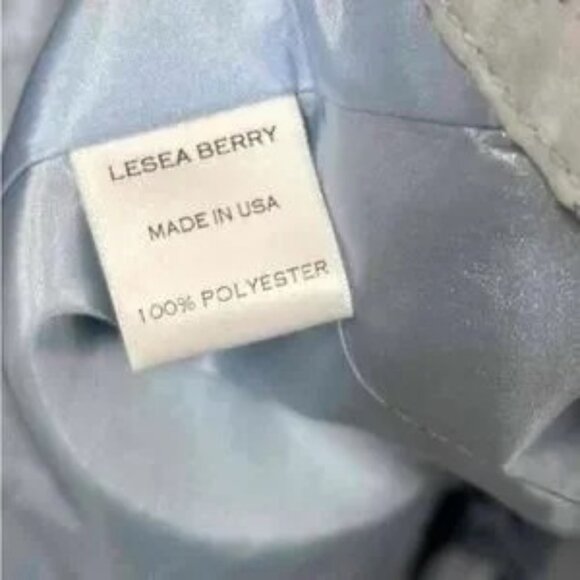 LESEA BERRY
MADE IN USA
100% POLYESTER